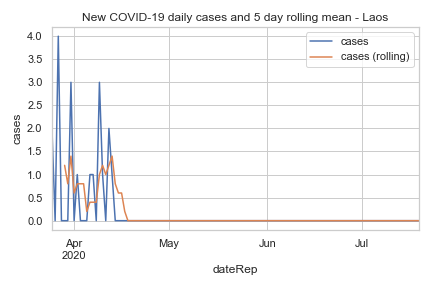 New COVID-19 daily cases and 5 day rolling mean - Laos
cases
cases (rolling)
cases
4.0
3.5
3.0
2.5
2.0
1.5
1.0
0.5
0.0
Apr
2020
May
Jun
Jul
dateRep